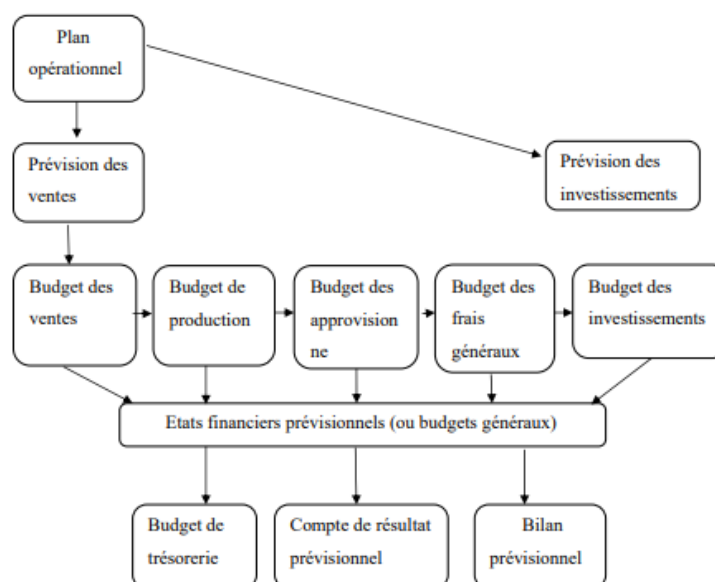 Plan
opérationnel
Prévision des
ventes
Prévision des
investissements
Budget des
ventes
Budget de
production
Budget des
approvisionne
ne
Budget des
frais
généraux
Budget des
investissements
Etats financiers prévisionnels (ou budgets généraux)
Budget de
trésorerie
Compte de résultat
prévisionnel
Bilan
prévisionnel